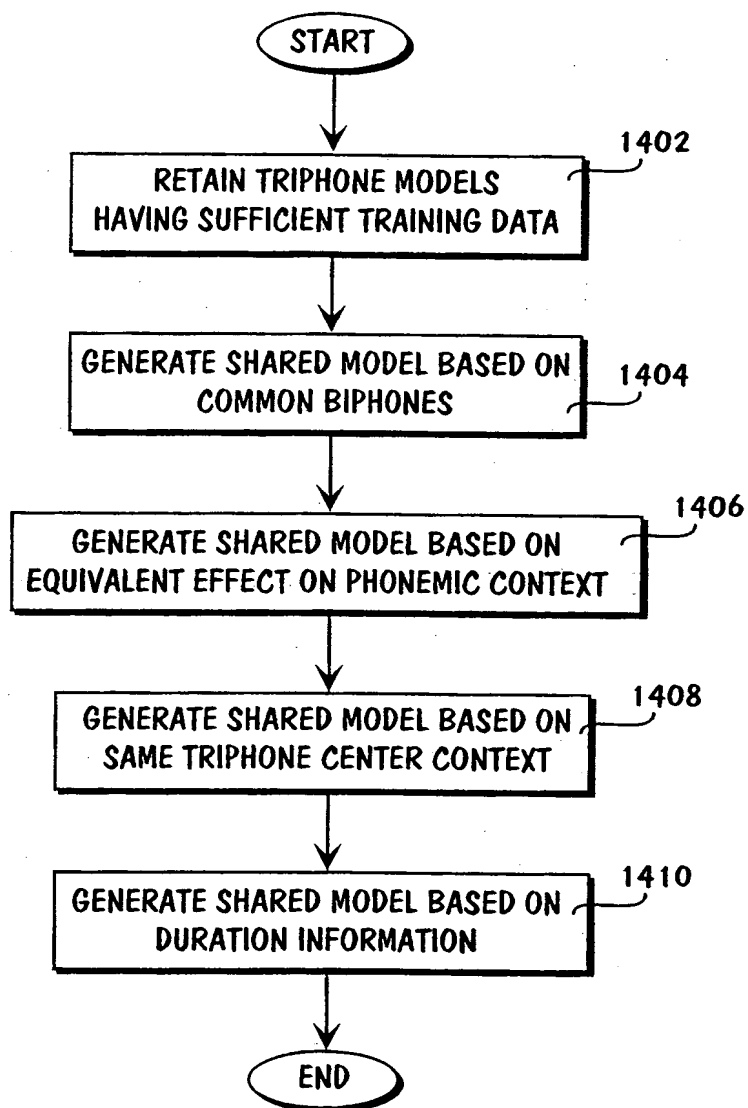 START
1402
RETAIN TRIPHONE MODELS
HAVING SUFFICIENT TRAINING DATA
GENERATE SHARED MODEL BASED ON
COMMON BIPHONES
1404
1406
GENERATE SHARED MODEL BASED ON
EQUIVALENT EFFECT ON PHONEMIC CONTEXT
1408
GENERATE SHARED MODEL BASED ON
SAME TRIPHONE CENTER CONTEXT
1410
GENERATE SHARED MODEL BASED ON
DURATION INFORMATION
END